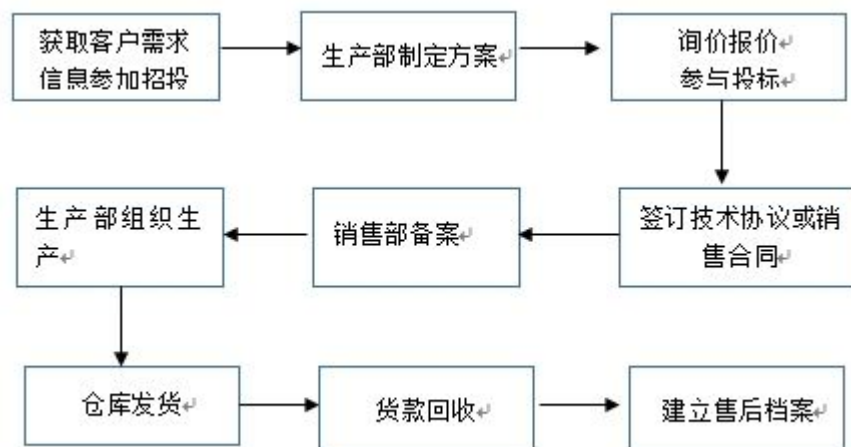 获取客户需求
信息参加招投
生产部制定方案
询价报价
参与投标
签订技术协议或销
售合同
销售部备案
生产部组织生
产
仓库发货
货款回收
建立售后档案